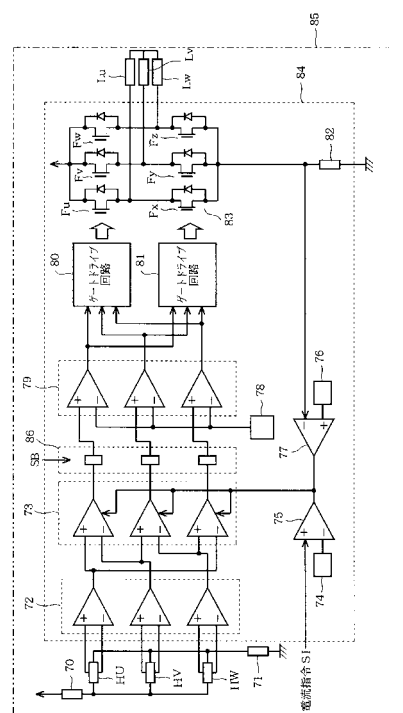 85
84
Lu
Lv
Lw
Fw
Fv
Fu
Fz
Fy
Fx
83
82
80
ゲートドライブ
回路
81
ゲートドライブ
回路
79
86
SB
78
76
77
73
75
74
72
70
HU
HV
HW
71
電流指令 SI
+
−
+
−
+
−
+
−
+
−
+
−
+
−
+
−
+
−
−
+
+
−